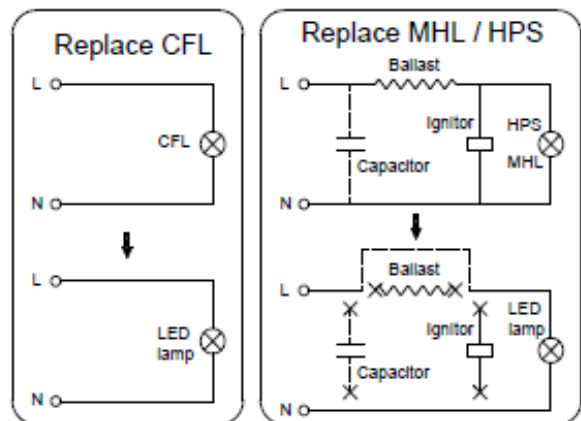 Replace CFL
L
CFL
N
L
LED
lamp
N
Replace MHL / HPS
Ballast
L
Ignitor
HPS
MHL
Capacitor
N
Ballast
L
LED
lamp
Ignitor
Capacitor
N